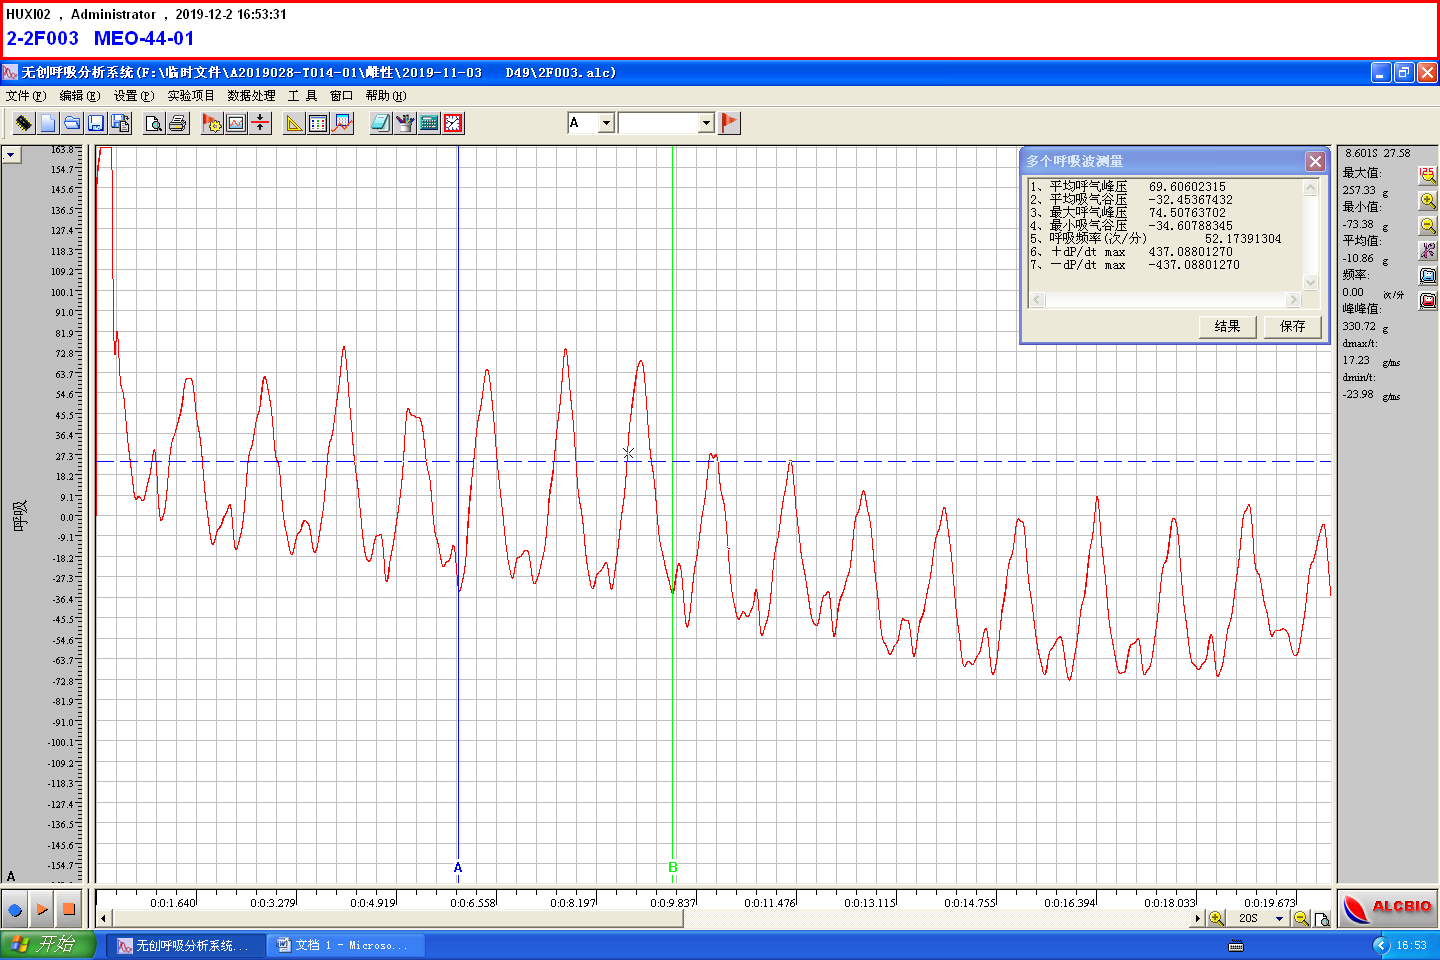 HUXI02 , Administrator , 2019-12-2 16:53:31
2-2F003 MEO-44-01
无创呼吸分析系统(F:\临时文件\A2019028-T014-01\雌性\2019-11-03 D49\2F003.alc)
文件(F) 编辑(E) 设置(P) 实验项目 数据处理 工 具 窗口 帮助(H)
A
163.8
154.7
145.6
136.5
127.4
118.3
109.2
100.1
91.0
81.9
72.8
63.7
54.6
45.5
36.4
27.3
18.2
9.1
0.0
-9.1
-18.2
-27.3
-36.4
-45.5
-54.6
-63.7
-72.8
-81.9
-91.0
-100.1
-109.2
-118.3
-127.4
-136.5
-145.6
-154.7
呼吸
A
A
B
多个呼吸波测量
1、平均呼气峰压 69.60602315
2、平均吸气谷压 -32.45367432
3、最大呼气峰压 74.50763702
4、最小吸气谷压 -34.60788345
5、呼吸频率(次/分) 52.17391304
6、＋dP/dt max 437.08801270
7、－dP/dt max -437.08801270
结果 保存
8.601S 27.58
最大值:
257.33 g
最小值:
-73.38 g
平均值:
-10.86 g
频率:
0.00 次/分
峰峰值:
330.72 g
dmax/t:
17.23 g/ms
dmin/t:
-23.98 g/ms
125
0:0:1.640 0:0:3.279 0:0:4.919 0:0:6.558 0:0:8.197 0:0:9.837 0:0:11.476 0:0:13.115 0:0:14.755 0:0:16.394 0:0:18.033 0:0:19.673
20S
ALCBIO
开始 无创呼吸分析系统... 文档 1 - Microso... 16:53